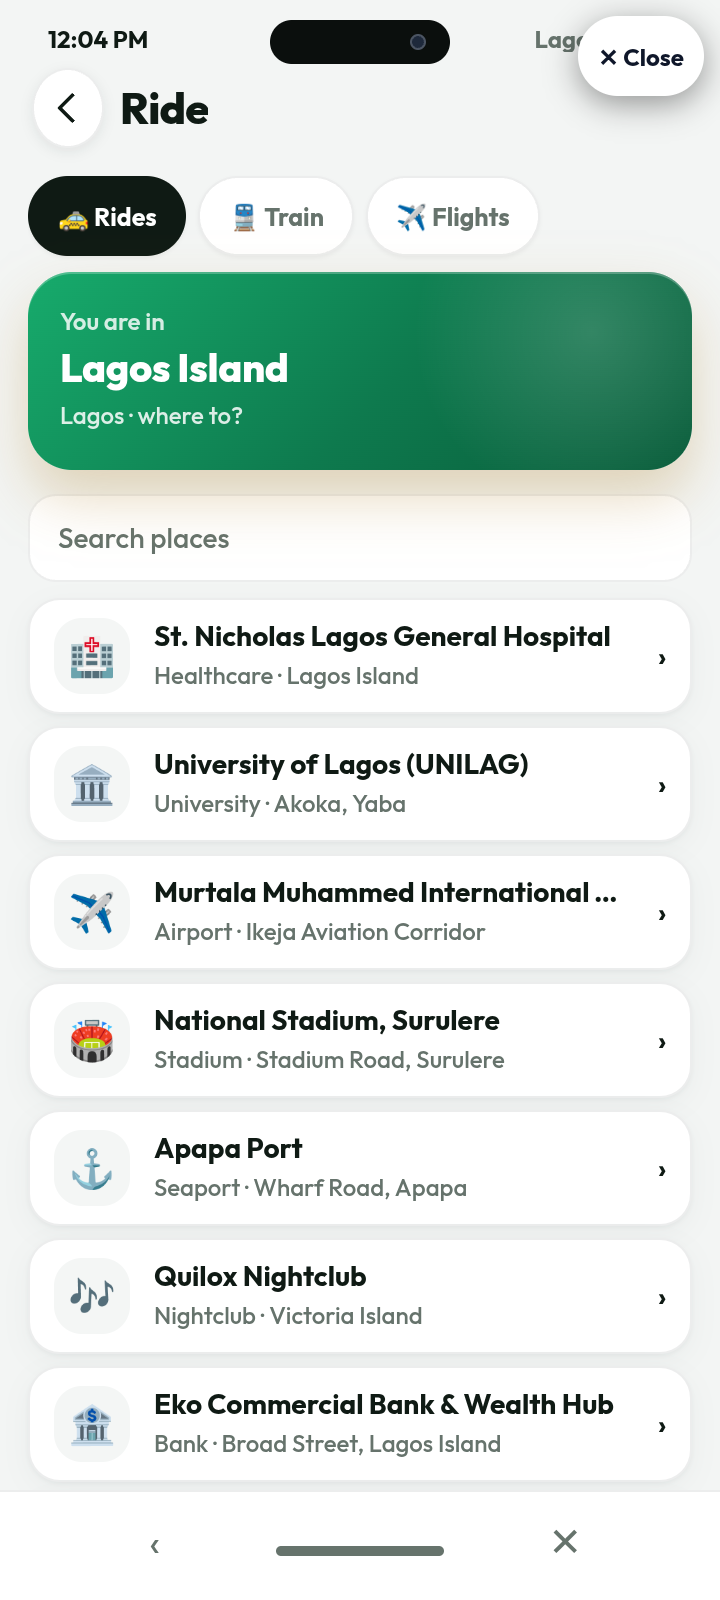 12:04 PM
✕ Close
Ride
🚕 Rides
🚆 Train
✈️ Flights
You are in
Lagos Island
Lagos · where to?
Search places
St. Nicholas Lagos General Hospital
Healthcare · Lagos Island
University of Lagos (UNILAG)
University · Akoka, Yaba
Murtala Muhammed International ...
Airport · Ikeja Aviation Corridor
National Stadium, Surulere
Stadium · Stadium Road, Surulere
Apapa Port
Seaport · Wharf Road, Apapa
Quilox Nightclub
Nightclub · Victoria Island
Eko Commercial Bank & Wealth Hub
Bank · Broad Street, Lagos Island